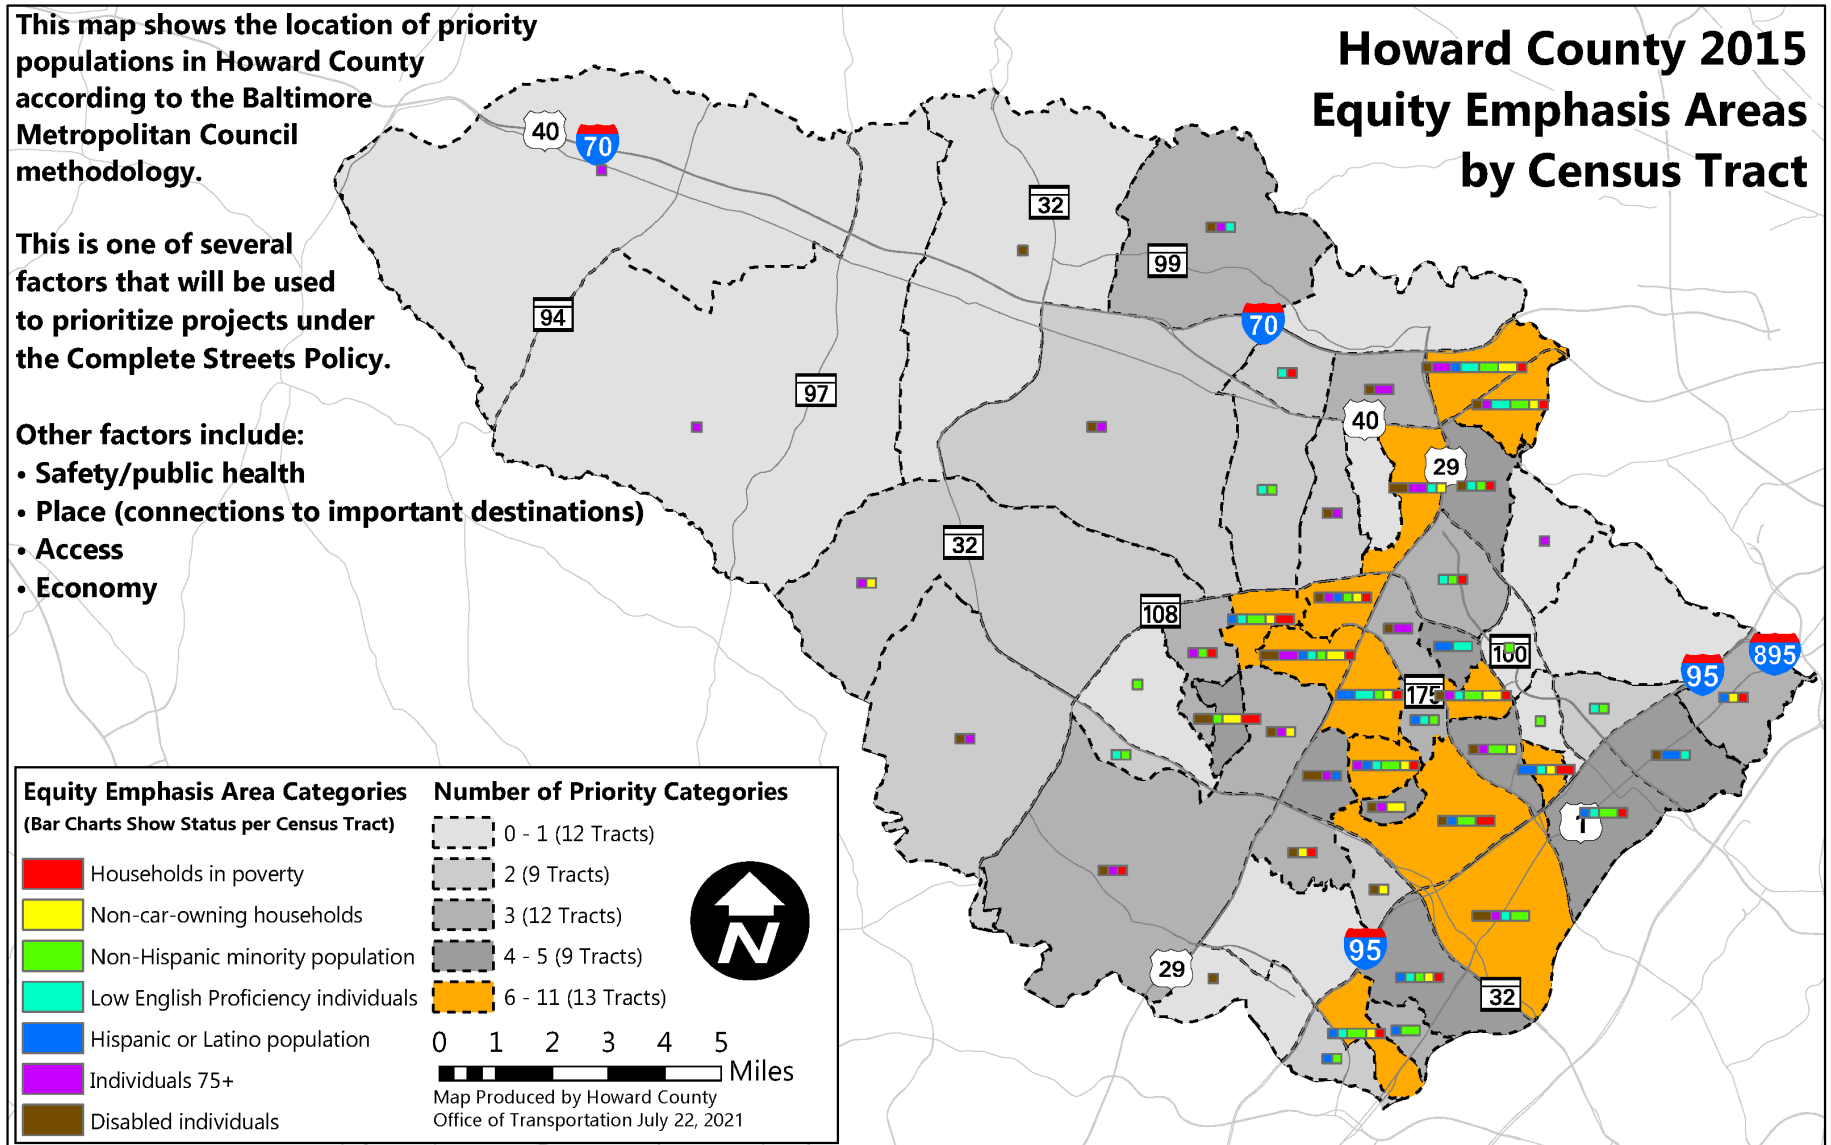 This map shows the location of priority
populations in Howard County
according to the Baltimore
Metropolitan Council
methodology.
This is one of several
factors that will be used
to prioritize projects under
the Complete Streets Policy.
Other factors include:
• Safety/public health
• Place (connections to important destinations)
• Access
• Economy
Howard County 2015
Equity Emphasis Areas
by Census Tract
40
70
32
99
94
70
97
40
29
32
108
100
895
95
175
1
95
29
32
Equity Emphasis Area Categories
(Bar Charts Show Status per Census Tract)
Households in poverty
Non-car-owning households
Non-Hispanic minority population
Low English Proficiency individuals
Hispanic or Latino population
Individuals 75+
Disabled individuals
Number of Priority Categories
0 - 1 (12 Tracts)
2 (9 Tracts)
3 (12 Tracts)
4 - 5 (9 Tracts)
6 - 11 (13 Tracts)
N
0 1 2 3 4 5
Miles
Map Produced by Howard County
Office of Transportation July 22, 2021